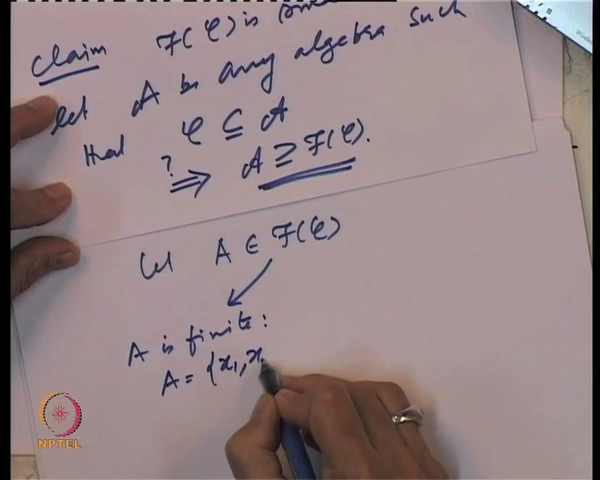 Claim F(C) is
let A be any algebra such
that C ⊆ A
? ⟹ A ⊇ F(C).
Let A ∈ F(C)
A is finite:
A = {x₁, x
NPTEL